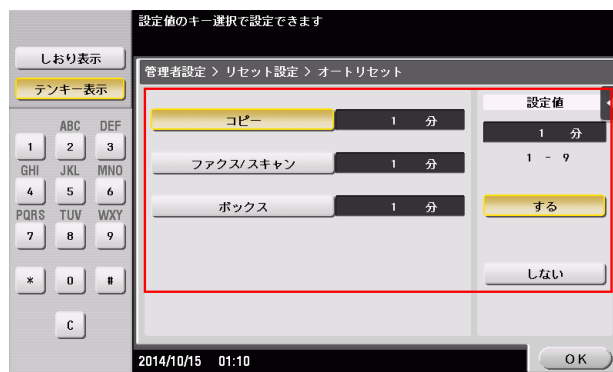 設定値のキー選択で設定できます
しおり表示
テンキー表示
ABC DEF
1 2 3
GHI JKL MNO
4 5 6
PQRS TUV WXY
7 8 9
* 0 #
C
管理者設定 > リセット設定 > オートリセット
コピー 1 分
ファクス/スキャン 1 分
ボックス 1 分
設定値
1 分
1 - 9
する
しない
2014/10/15 01:10
OK